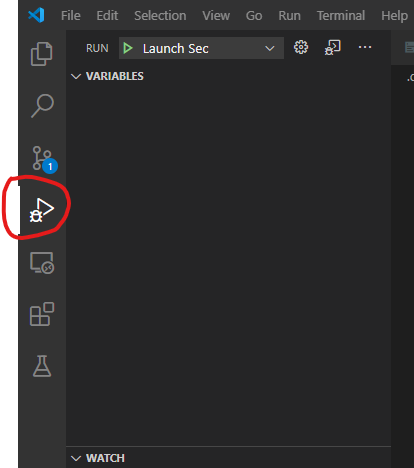 File Edit Selection View Go Run Terminal Help
RUN Launch Sec
VARIABLES
1
WATCH